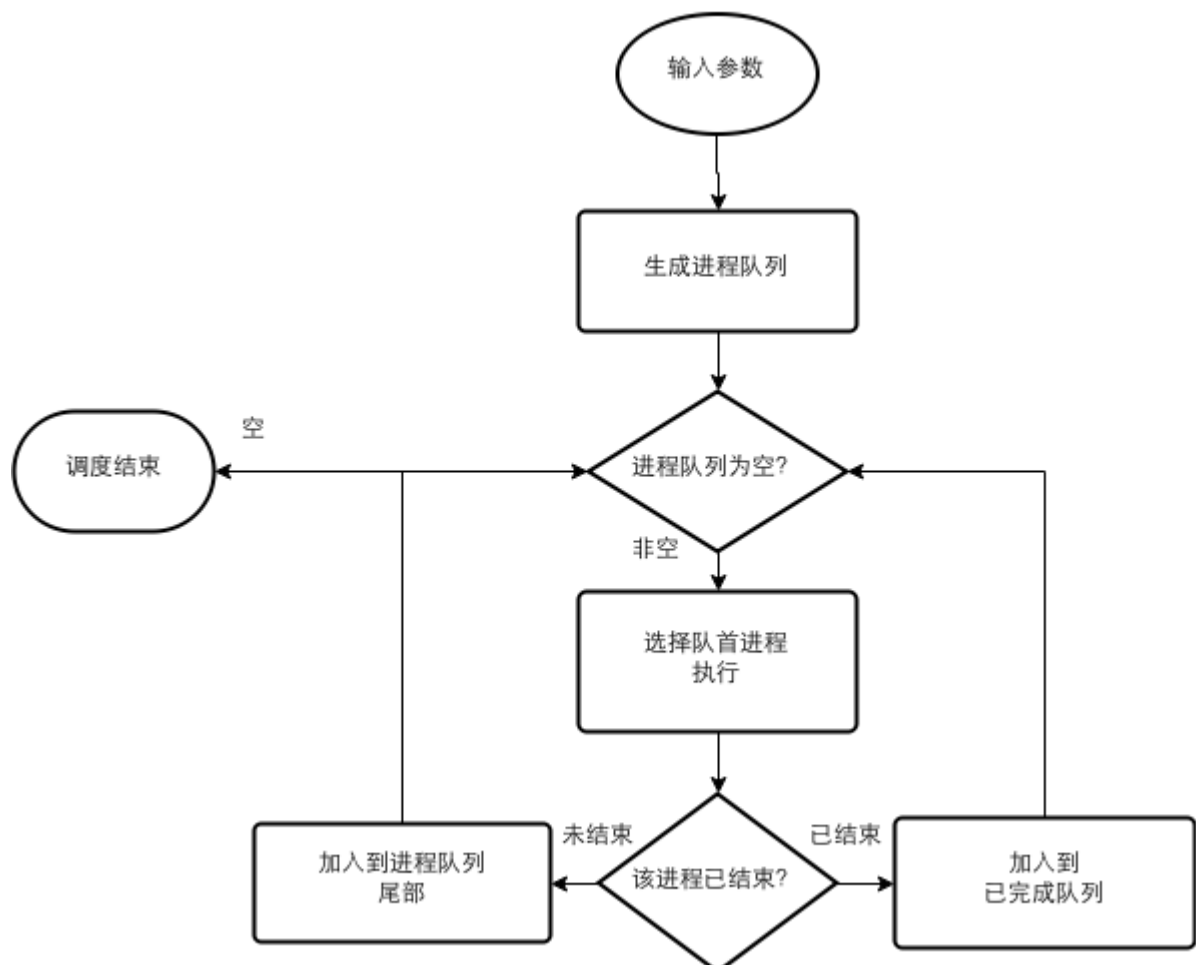 输入参数
生成进程队列
空
调度结束
进程队列为空?
非空
选择队首进程
执行
未结束
已结束
加入到进程队列
尾部
该进程已结束?
加入到
已完成队列